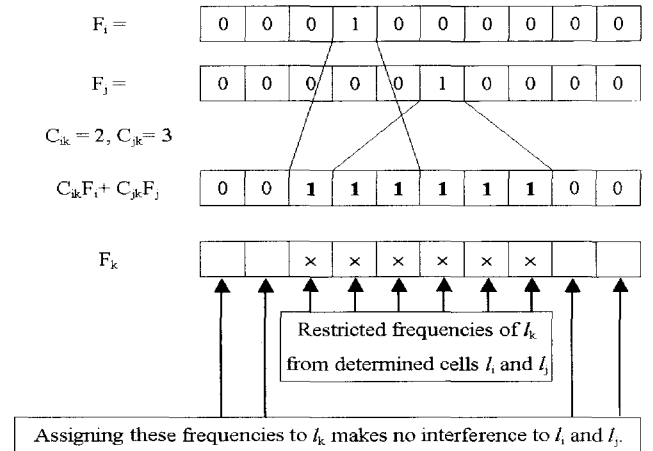 Fᵢ = 0 0 0 1 0 0 0 0 0 0
Fⱼ = 0 0 0 0 0 1 0 0 0 0
Cᵢₖ = 2, Cⱼₖ= 3
CᵢₖFᵢ+ CⱼₖFⱼ 0 0 1 1 1 1 1 1 0 0
Fₖ × × × × × ×
Restricted frequencies of lₖ
from determined cells lᵢ and lⱼ
Assigning these frequencies to lₖ makes no interference to lᵢ and lⱼ.